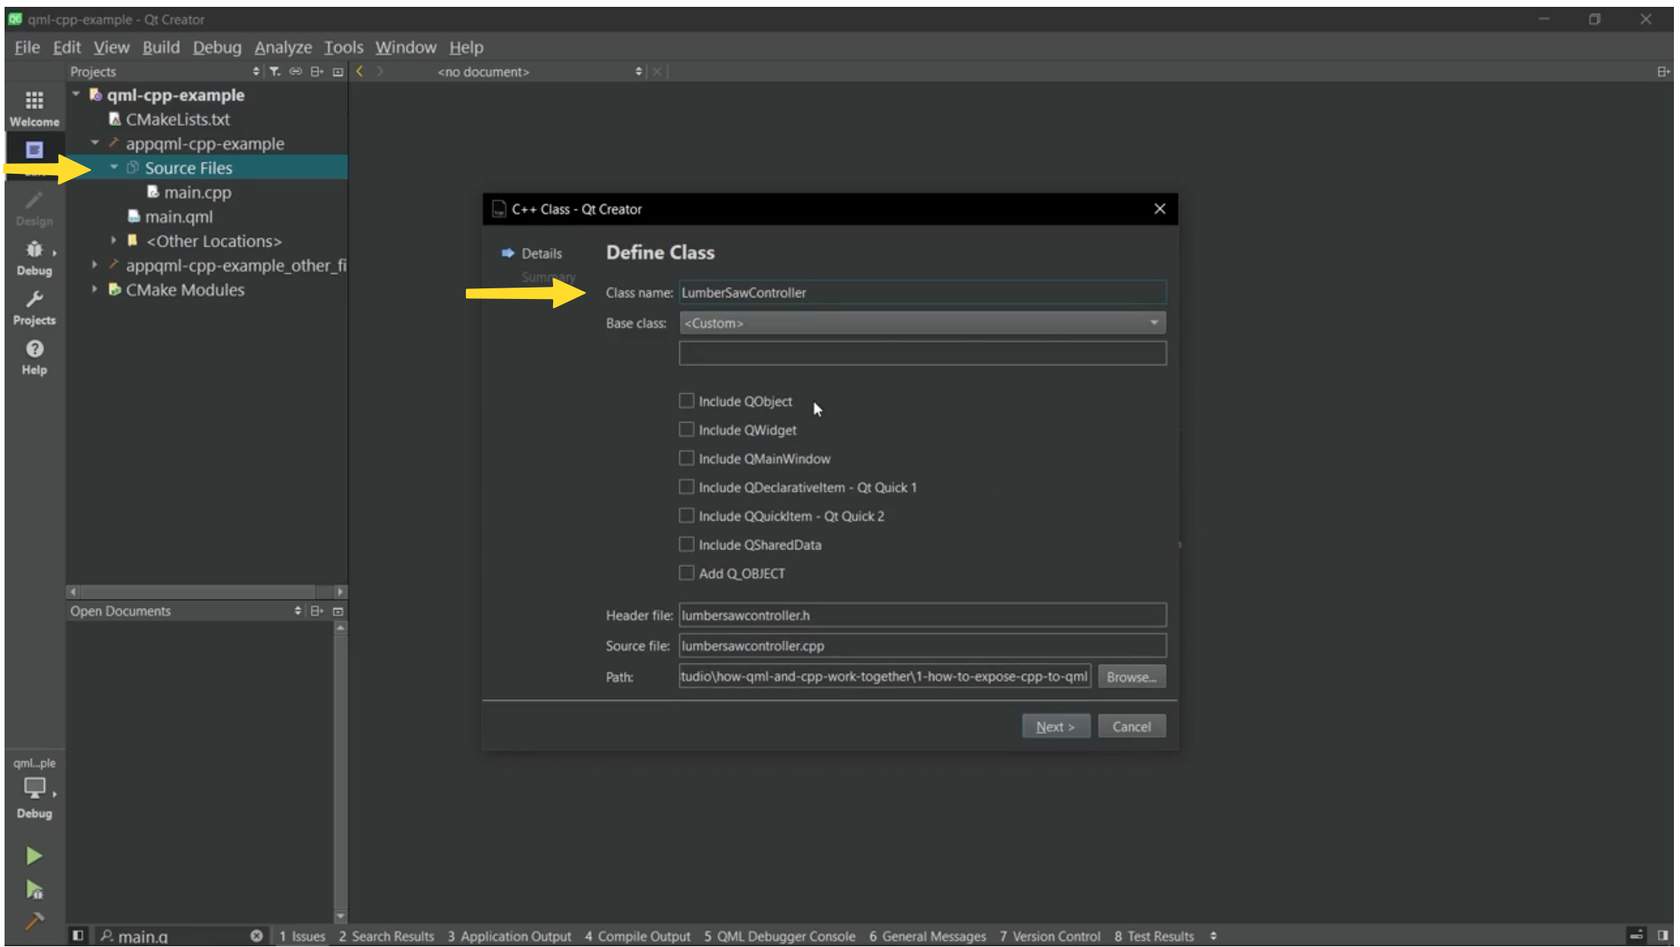 qml-cpp-example - Qt Creator
File Edit View Build Debug Analyze Tools Window Help
Projects
<no document>
Welcome
Design
Debug
Projects
Help
qml-cpp-example
CMakeLists.txt
appqml-cpp-example
Source Files
main.cpp
main.qml
<Other Locations>
appqml-cpp-example_other_fi
CMake Modules
Open Documents
C++ Class - Qt Creator
Details
Summary
Define Class
Class name: LumberSawController
Base class: <Custom>
Include QObject
Include QWidget
Include QMainWindow
Include QDeclarativeItem - Qt Quick 1
Include QQuickItem - Qt Quick 2
Include QSharedData
Add Q_OBJECT
Header file: lumbersawcontroller.h
Source file: lumbersawcontroller.cpp
Path: tudio\how-qml-and-cpp-work-together\1-how-to-expose-cpp-to-qml Browse...
Next > Cancel
qml...ple
Debug
main.q 1 Issues 2 Search Results 3 Application Output 4 Compile Output 5 QML Debugger Console 6 General Messages 7 Version Control 8 Test Results